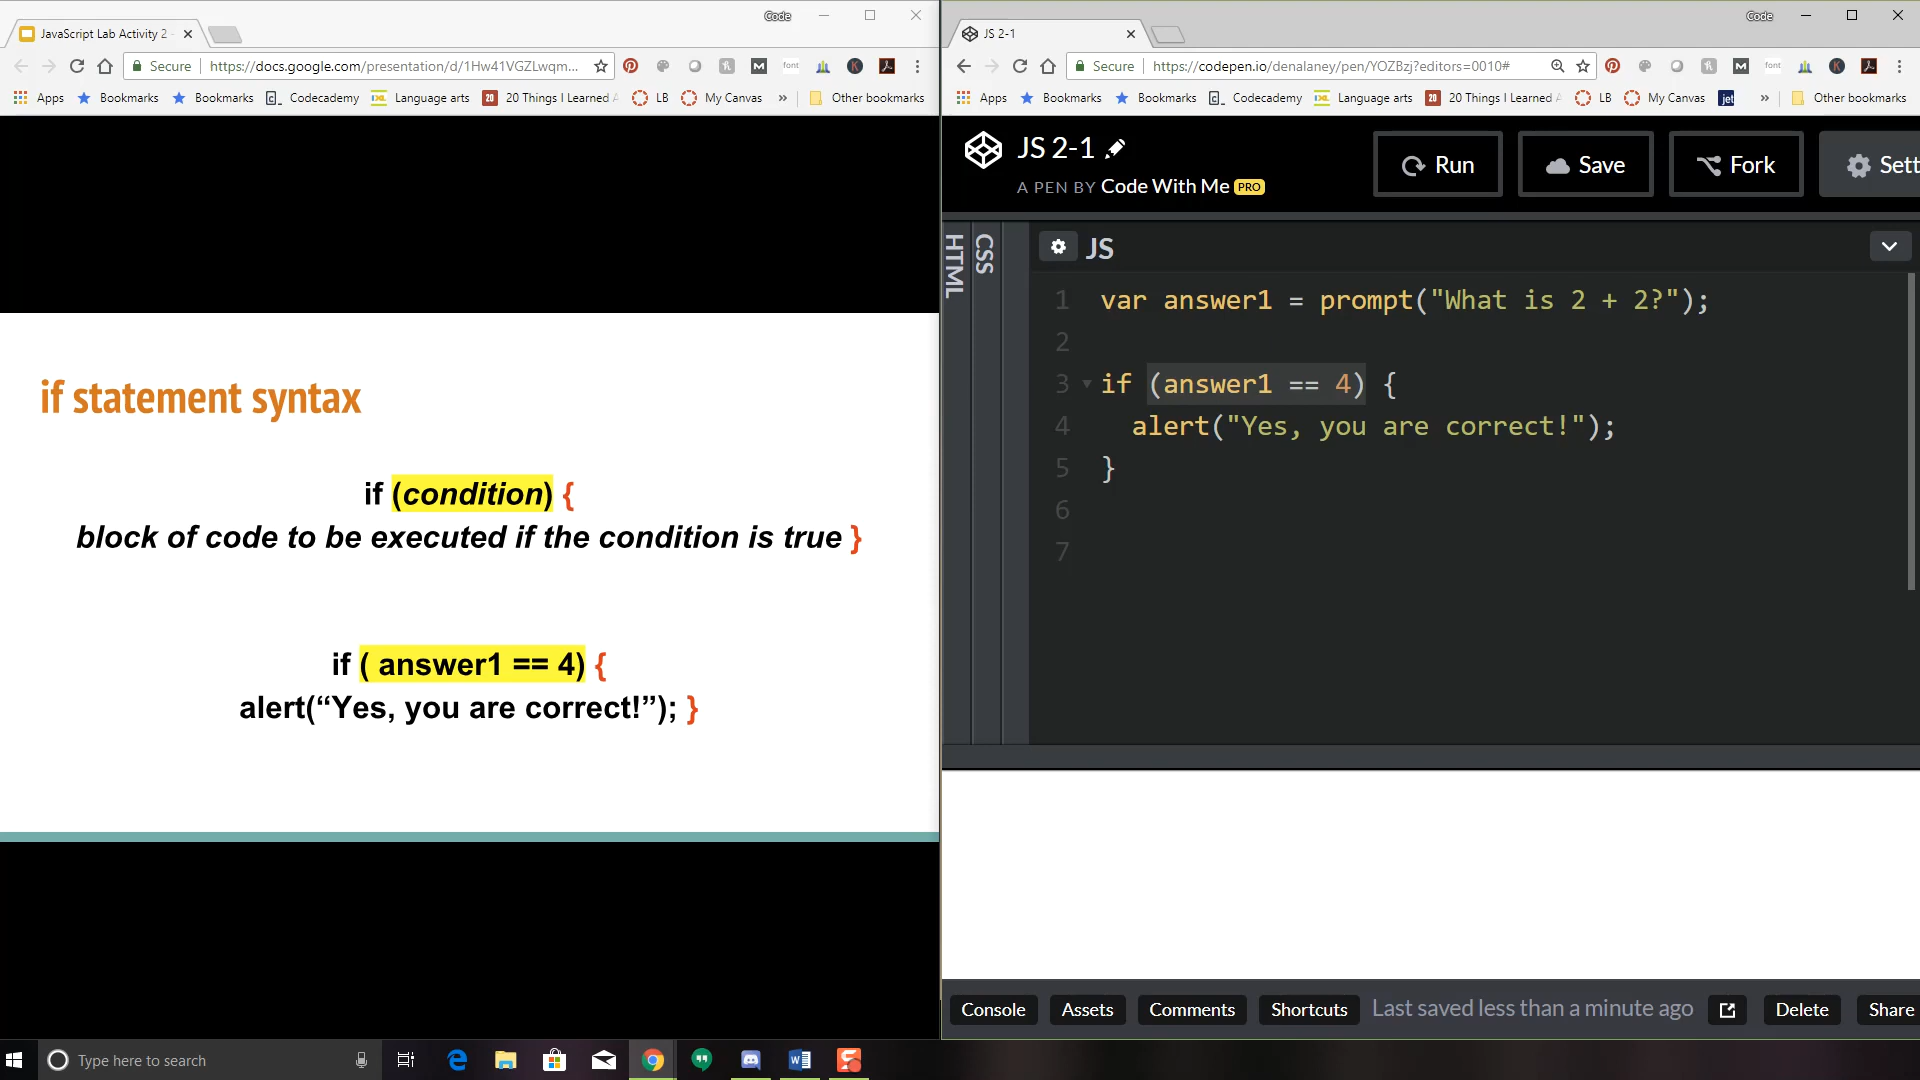 Code
JavaScript Lab Activity 2 -
Secure
https://docs.google.com/presentation/d/1Hw41VGZLwqm...
font
Apps
Bookmarks
Bookmarks
Codecademy
Language arts
20 Things I Learned
LB
My Canvas
»
Other bookmarks
if statement syntax
if (condition) {
block of code to be executed if the condition is true }
if ( answer1 == 4) {
alert(“Yes, you are correct!”); }
Code
JS 2-1
Secure
https://codepen.io/denalaney/pen/YOZBzj?editors=0010#
font
Apps
Bookmarks
Bookmarks
Codecademy
Language arts
20 Things I Learned
LB
My Canvas
jet
»
Other bookmarks
JS 2-1
A PEN BY Code With Me PRO
Run
Save
Fork
Sett
HTML
CSS
JS
1 var answer1 = prompt("What is 2 + 2?");
2
3 if (answer1 == 4) {
4 alert("Yes, you are correct!");
5 }
6
7
Console
Assets
Comments
Shortcuts
Last saved less than a minute ago
Delete
Share
Type here to search